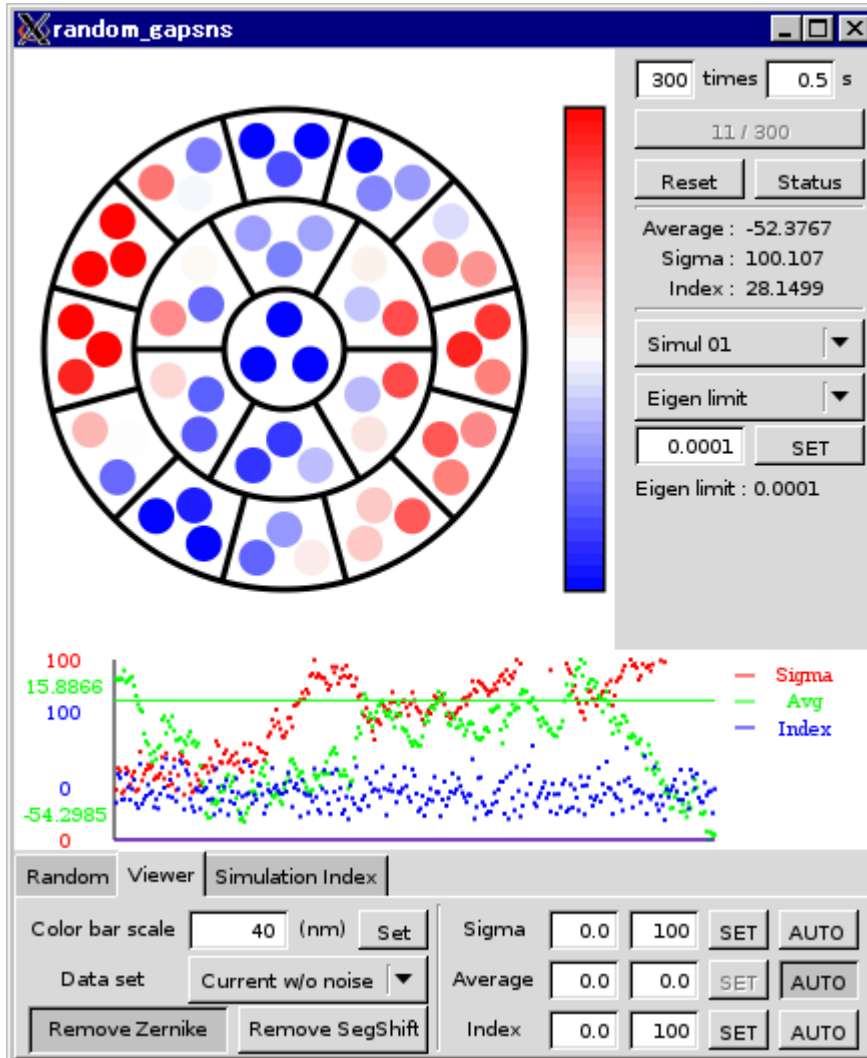 random_gapsns
300 times 0.5 s
11 / 300
Reset Status
Average : -52.3767
Sigma : 100.107
Index : 28.1499
Simul 01
Eigen limit
0.0001 SET
Eigen limit : 0.0001
100
15.8866
100
0
-54.2985
0
Sigma
Avg
Index
Random Viewer Simulation Index
Color bar scale 40 (nm) Set
Data set Current w/o noise
Remove Zernike Remove SegShift
Sigma 0.0 100 SET AUTO
Average 0.0 0.0 SET AUTO
Index 0.0 100 SET AUTO